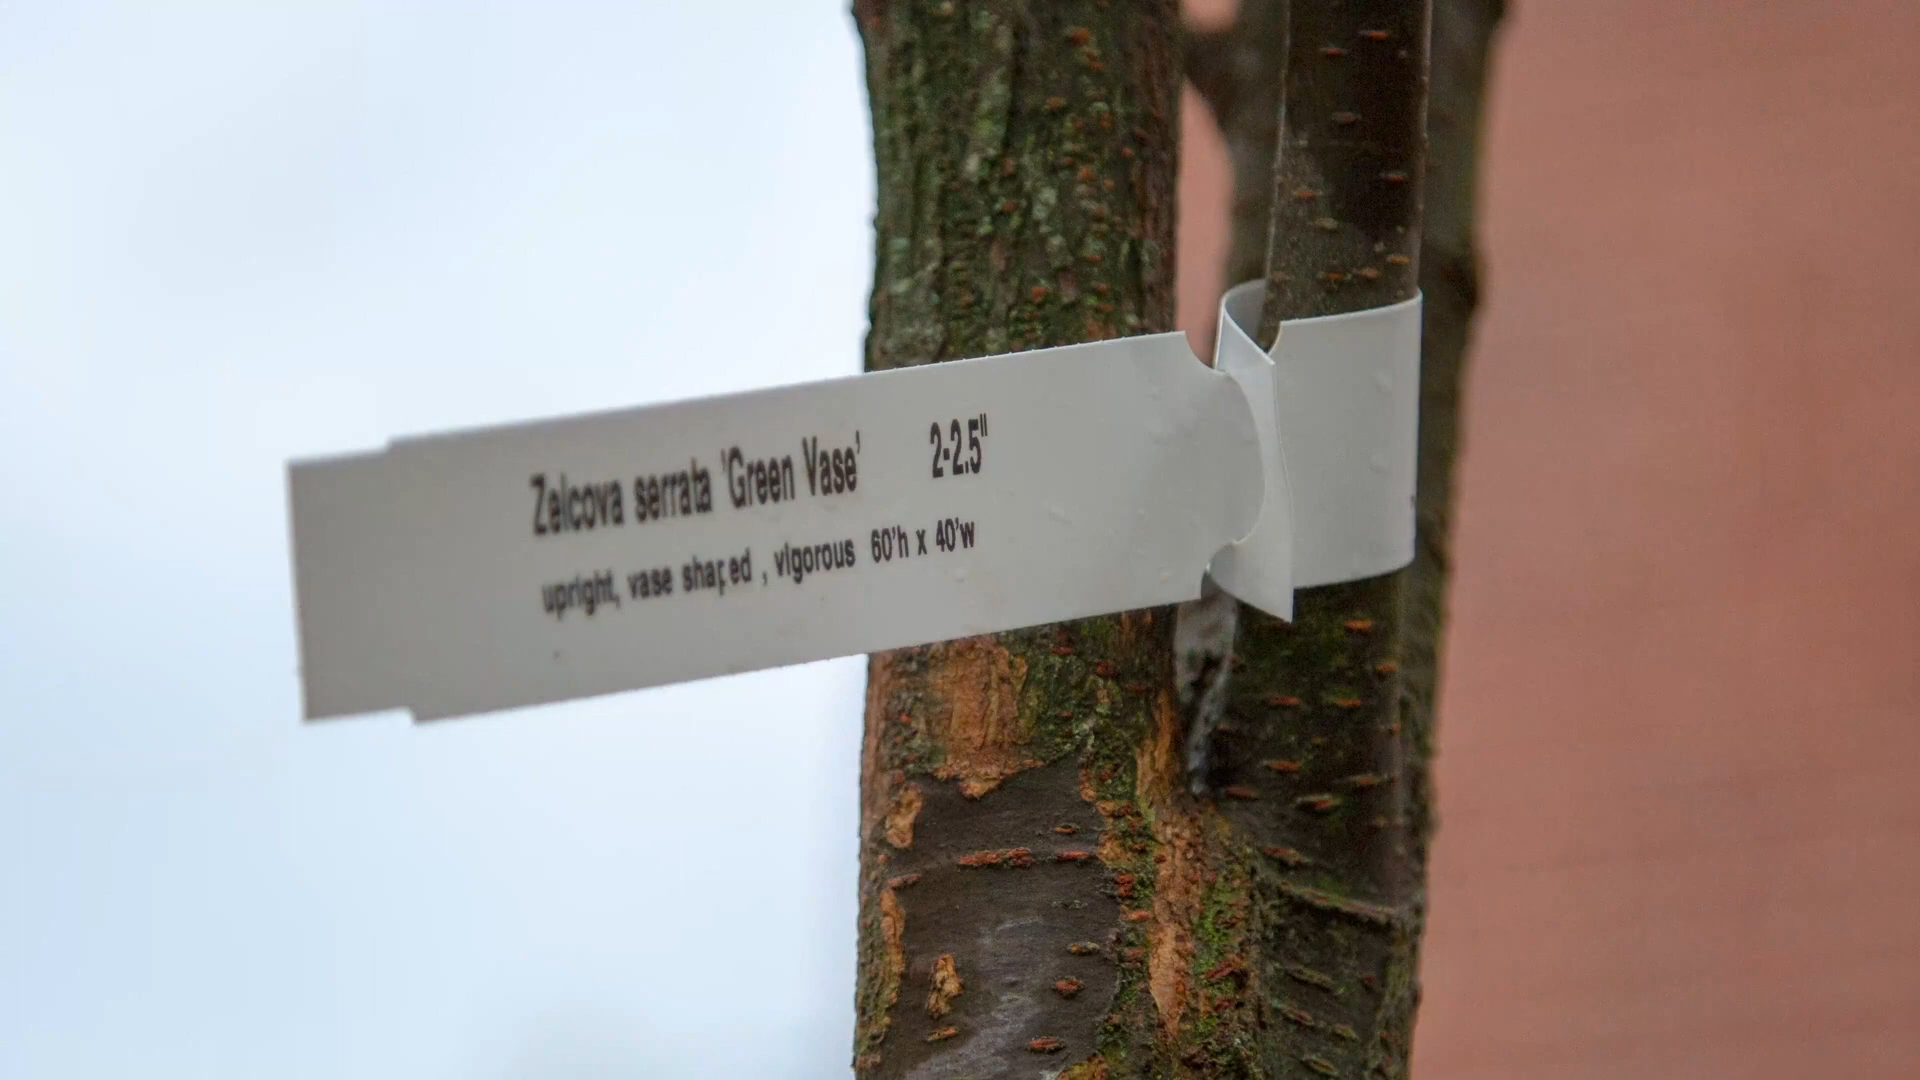 Zelcova serrata 'Green Vase' 2-2.5"
upright, vase shaped , vigorous 60'h x 40'w